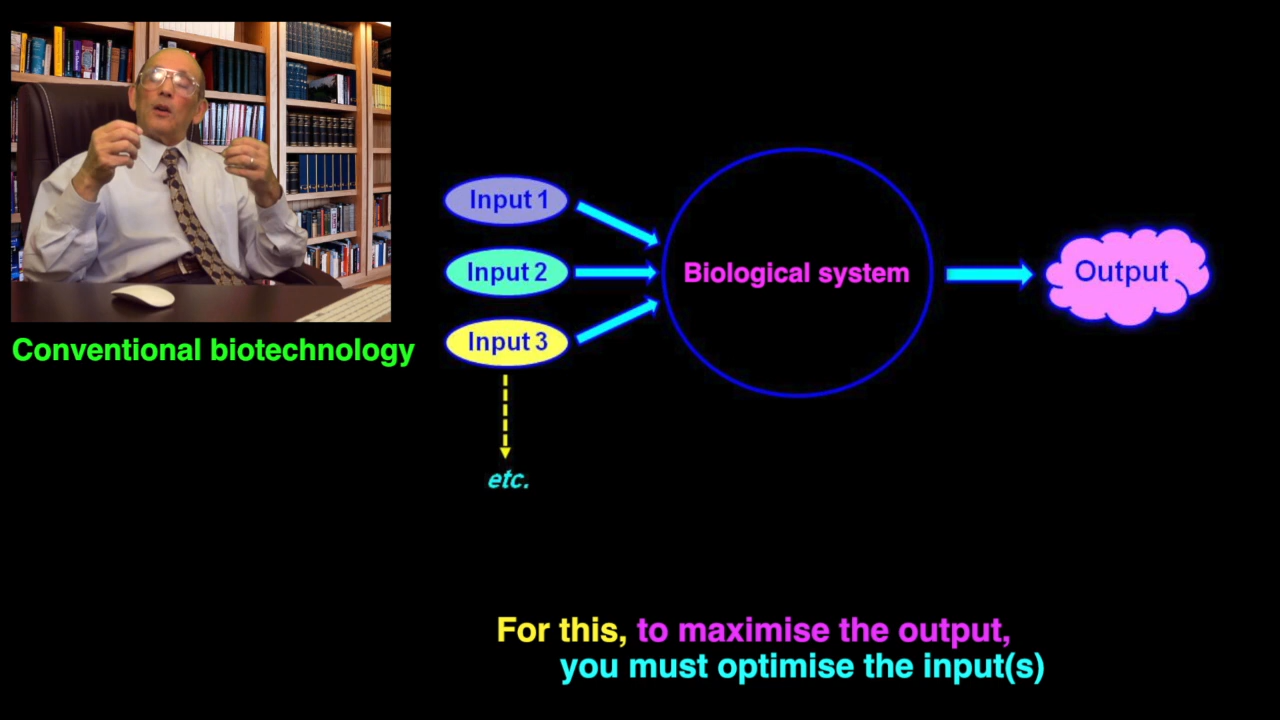 Conventional biotechnology
Input 1
Input 2
Input 3
etc.
Biological system
Output
For this, to maximise the output,
you must optimise the input(s)